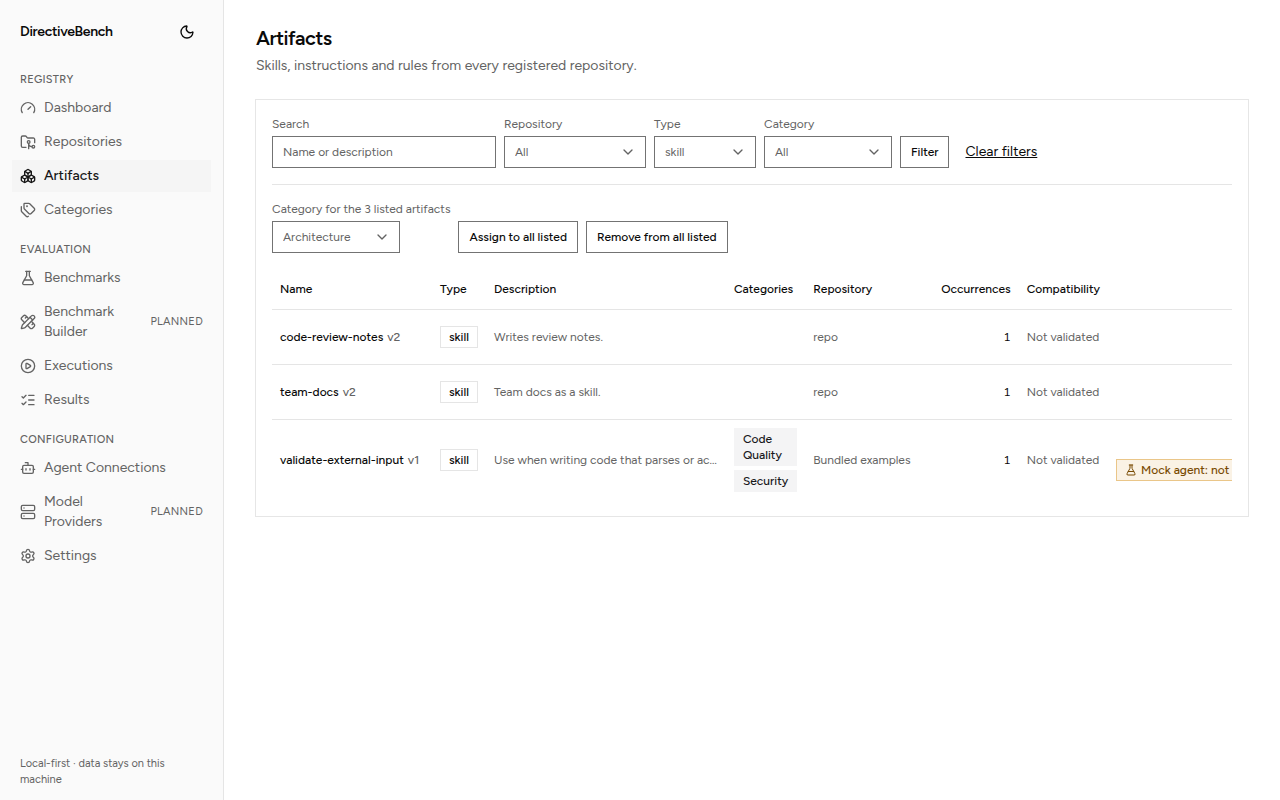 DirectiveBench
REGISTRY
Dashboard
Repositories
Artifacts
Categories
EVALUATION
Benchmarks
Benchmark
Builder
PLANNED
Executions
Results
CONFIGURATION
Agent Connections
Model
Providers
PLANNED
Settings
Local-first · data stays on this
machine
Artifacts
Skills, instructions and rules from every registered repository.
Search Repository Type Category
Name or description All skill All Filter Clear filters
Category for the 3 listed artifacts
Architecture Assign to all listed Remove from all listed
Name Type Description Categories Repository Occurrences Compatibility
code-review-notes v2 skill Writes review notes. repo 1 Not validated
team-docs v2 skill Team docs as a skill. repo 1 Not validated
validate-external-input v1 skill Use when writing code that parses or ac... Code Quality Security Bundled examples 1 Not validated Mock agent: not